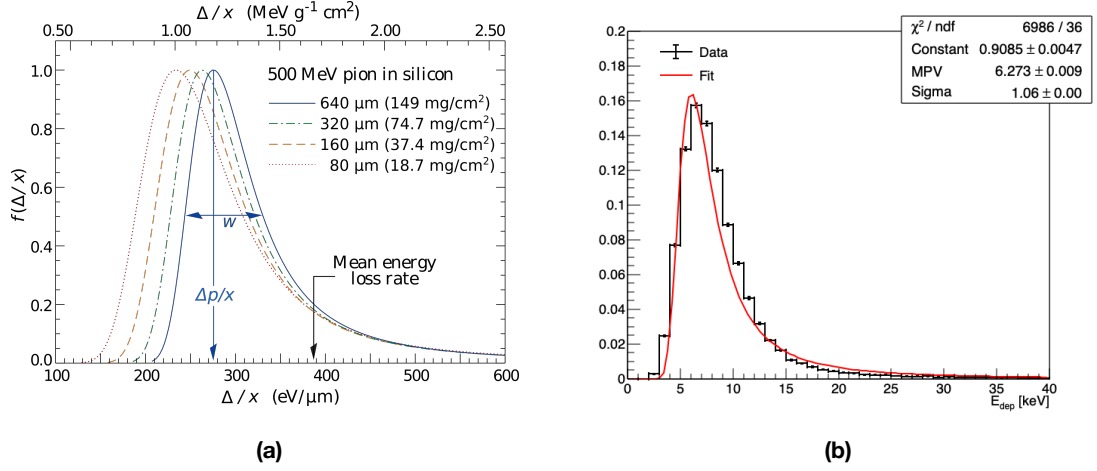 Δ / x (MeV g⁻¹ cm²)
0.50 1.00 1.50 2.00 2.50
500 MeV pion in silicon
640 µm (149 mg/cm²)
320 µm (74.7 mg/cm²)
160 µm (37.4 mg/cm²)
80 µm (18.7 mg/cm²)
1.0
0.8
0.6
0.4
0.2
0.0
f(Δ/x)
w
Δp/x
Mean energy
loss rate
100 200 300 400 500 600
Δ / x (eV/µm)
(a)
χ² / ndf 6986 / 36
Constant 0.9085 ± 0.0047
MPV 6.273 ± 0.009
Sigma 1.06 ± 0.00
Data
Fit
0.2
0.18
0.16
0.14
0.12
0.1
0.08
0.06
0.04
0.02
0
0 5 10 15 20 25 30 35 40
E_dep [keV]
(b)